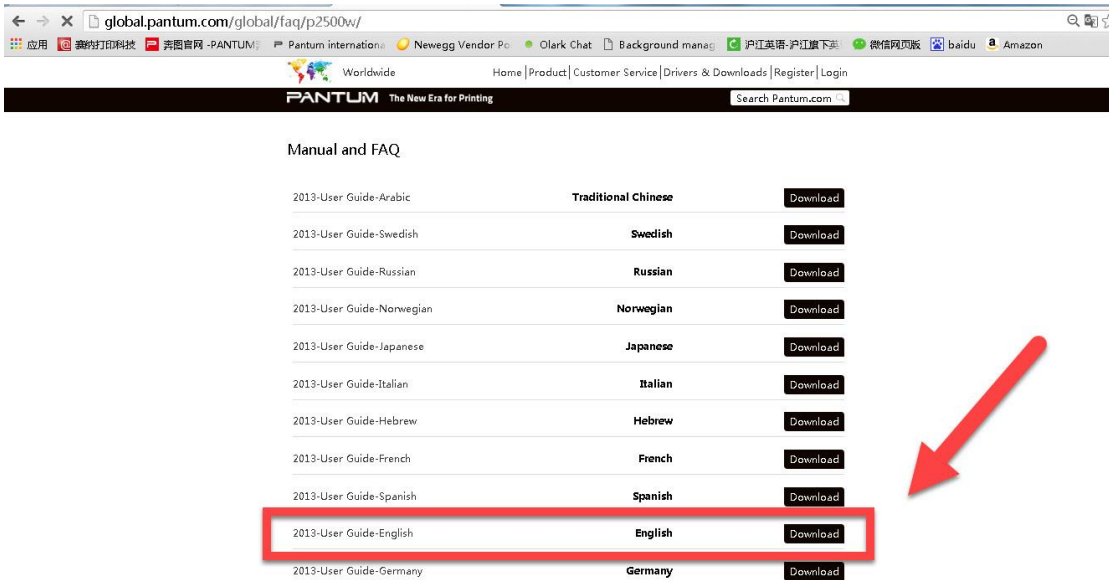 global.pantum.com/global/faq/p2500w/
应用 赛纳打印科技 奔图官网 -PANTUM Pantum internationa Newegg Vendor Po Olark Chat Background manag 沪江英语-沪江旗下英 微信网页版 baidu Amazon
Worldwide Home|Product|Customer Service|Drivers & Downloads|Register|Login
PANTUM The New Era for Printing Search Pantum.com
Manual and FAQ
2013-User Guide-Arabic Traditional Chinese Download
2013-User Guide-Swedish Swedish Download
2013-User Guide-Russian Russian Download
2013-User Guide-Norwegian Norwegian Download
2013-User Guide-Japanese Japanese Download
2013-User Guide-Italian Italian Download
2013-User Guide-Hebrew Hebrew Download
2013-User Guide-French French Download
2013-User Guide-Spanish Spanish Download
2013-User Guide-English English Download
2013-User Guide-Germany Germany Download